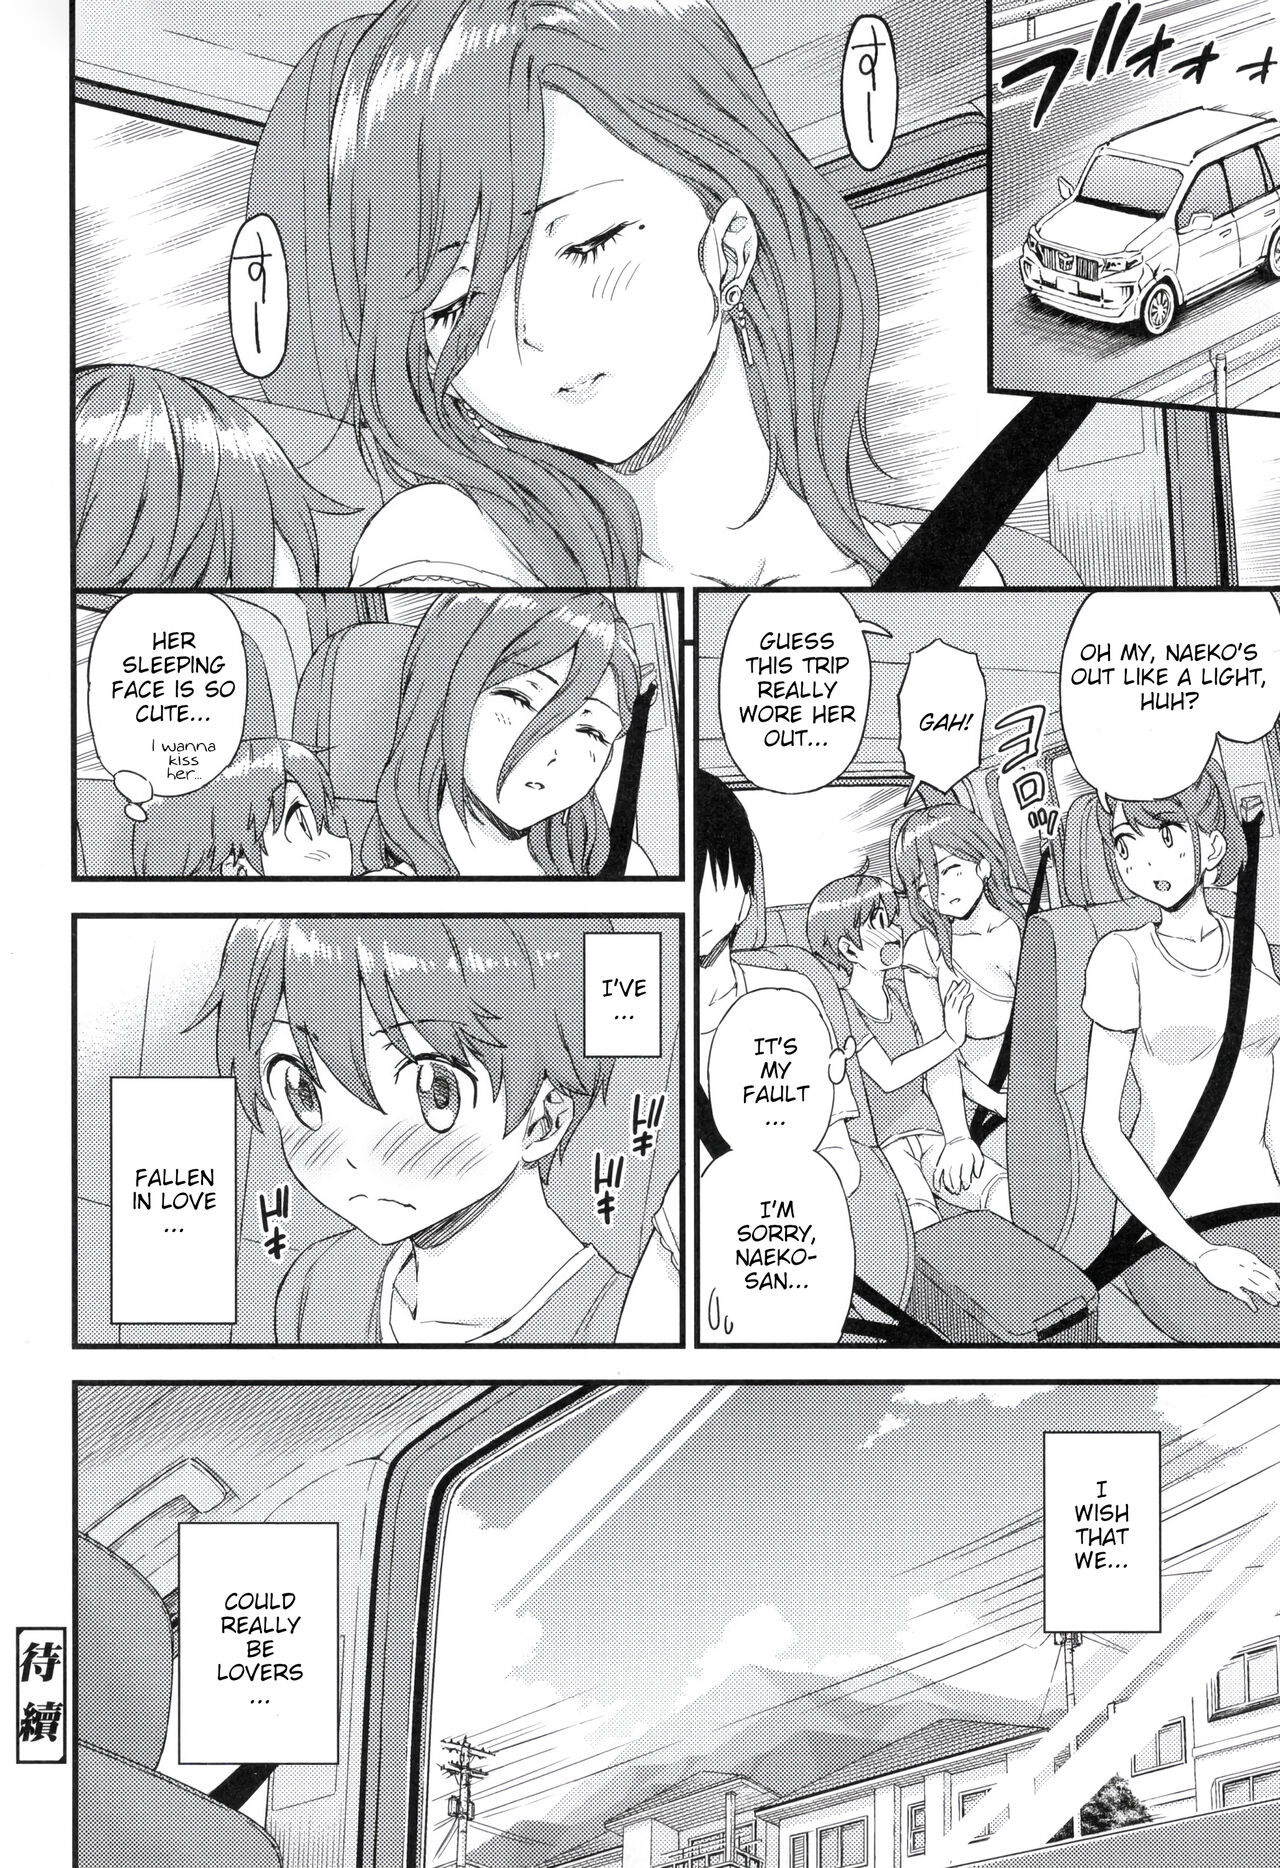 ブオオォォ
すー
すー
OH MY, NAEKO'S
OUT LIKE A LIGHT,
HUH?
コロッ
GAH!
GUESS
THIS TRIP
REALLY
WORE HER
OUT...
IT'S
MY
FAULT
...
I'M
SORRY,
NAEKO-
SAN...
HER
SLEEPING
FACE IS SO
CUTE...
I wanna
kiss
her...
I'VE
...
ドキ
ドキ
ドキ
FALLEN
IN LOVE
...
I
WISH
THAT
WE...
COULD
REALLY
BE
LOVERS
...
待
續